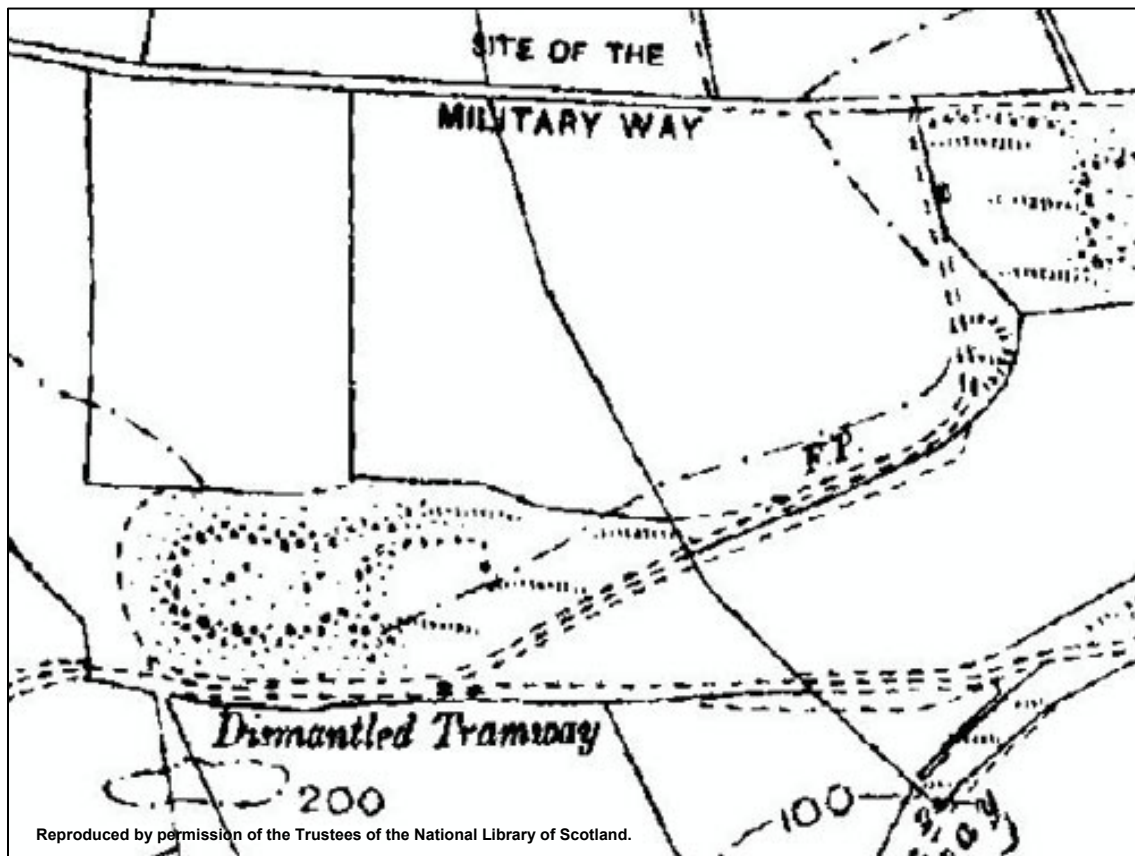 SITE OF THE
MILITARY WAY
F.P.
Dismantled Tramway
200
100
Reproduced by permission of the Trustees of the National Library of Scotland.